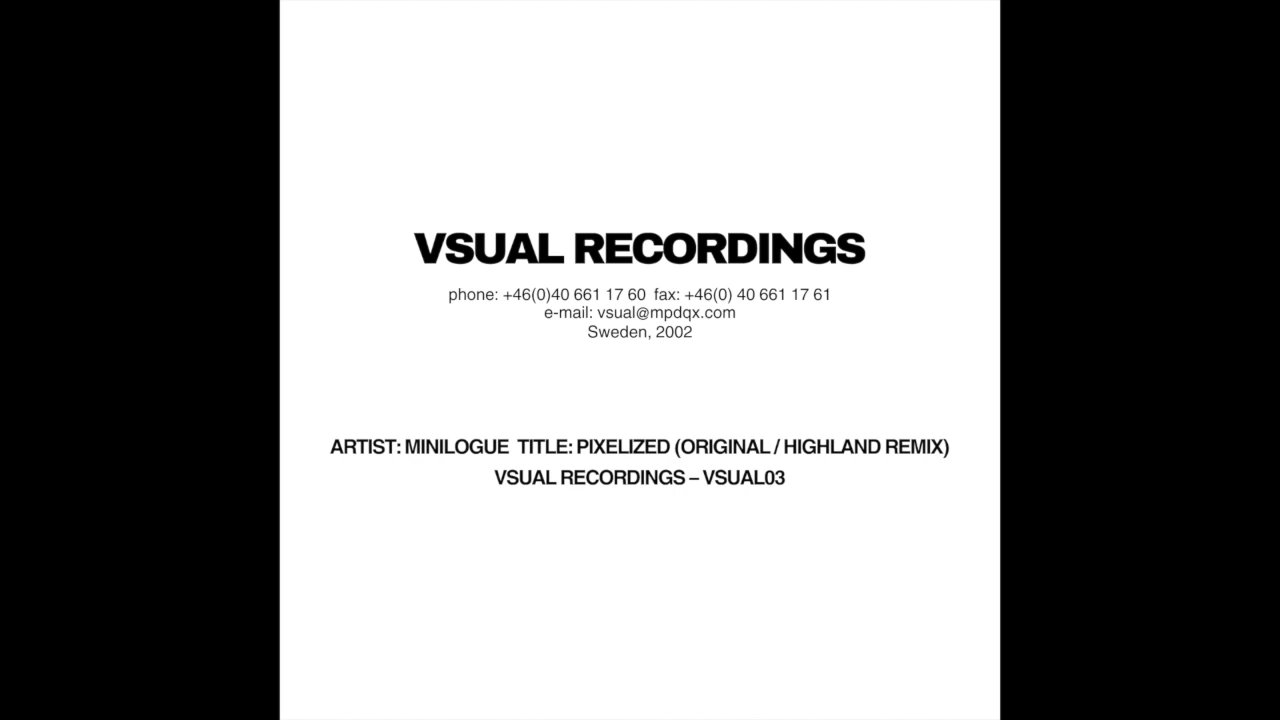 VSUAL RECORDINGS
phone: +46(0)40 661 17 60  fax: +46(0) 40 661 17 61
e-mail: vsual@mpdqx.com
Sweden, 2002
ARTIST: MINILOGUE  TITLE: PIXELIZED (ORIGINAL / HIGHLAND REMIX)
VSUAL RECORDINGS – VSUAL03